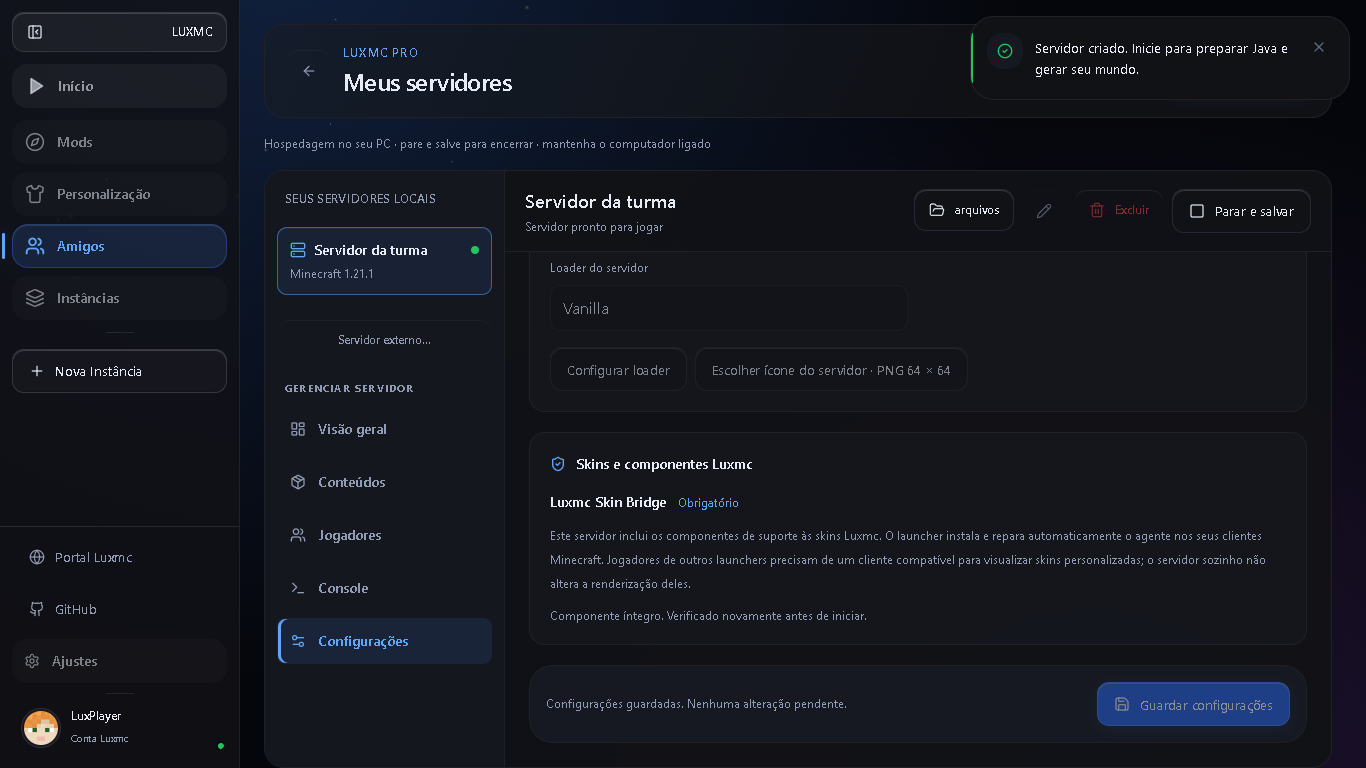 LUXMC
Início
Mods
Personalização
Amigos
Instâncias
Nova Instância
Portal Luxmc
GitHub
Ajustes
LuxPlayer
Conta Luxmc
LUXMC PRO
Meus servidores
Servidor criado. Inicie para preparar Java e
gerar seu mundo.
Hospedagem no seu PC · pare e salve para encerrar · mantenha o computador ligado
SEUS SERVIDORES LOCAIS
Servidor da turma
Minecraft 1.21.1
Servidor externo...
GERENCIAR SERVIDOR
Visão geral
Conteúdos
Jogadores
Console
Configurações
Servidor da turma
Servidor pronto para jogar
arquivos
Excluir
Parar e salvar
Loader do servidor
Vanilla
Configurar loader
Escolher ícone do servidor · PNG 64 × 64
Skins e componentes Luxmc
Luxmc Skin Bridge Obrigatório
Este servidor inclui os componentes de suporte às skins Luxmc. O launcher instala e repara automaticamente o agente nos seus clientes
Minecraft. Jogadores de outros launchers precisam de um cliente compatível para visualizar skins personalizadas; o servidor sozinho não
altera a renderização deles.
Componente íntegro. Verificado novamente antes de iniciar.
Configurações guardadas. Nenhuma alteração pendente.
Guardar configurações